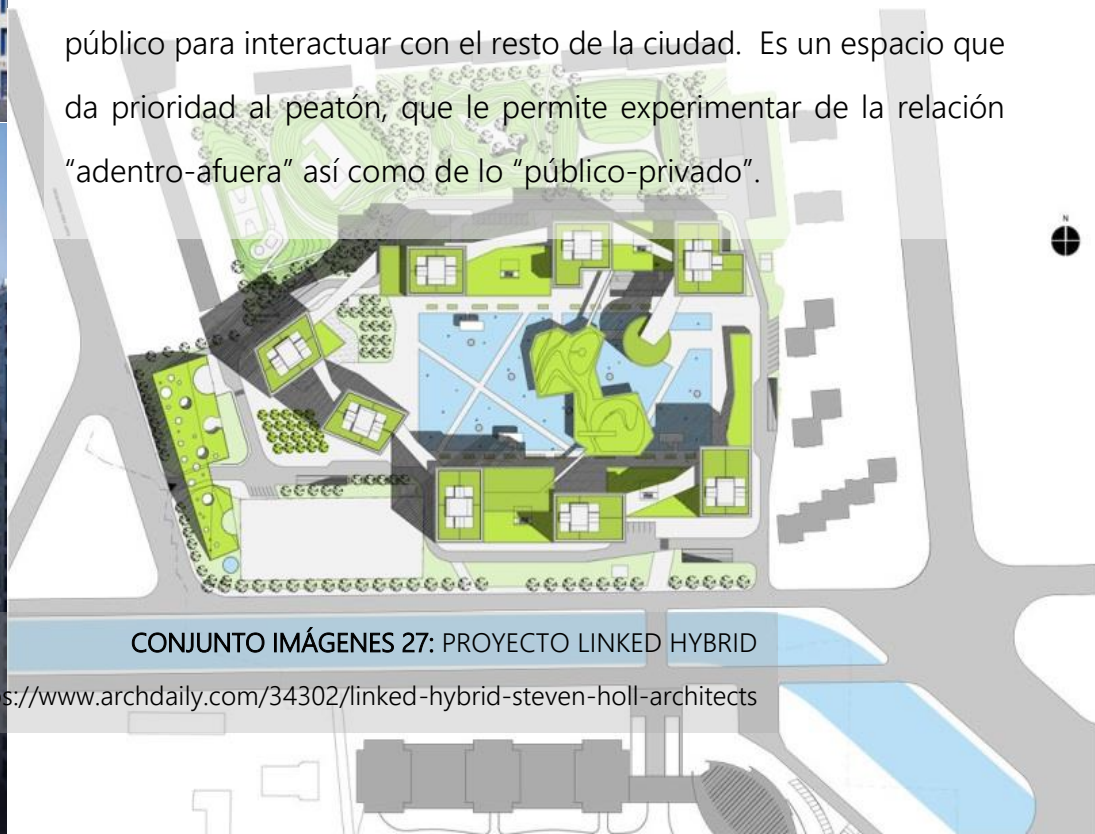 público para interactuar con el resto de la ciudad. Es un espacio que
da prioridad al peatón, que le permite experimentar de la relación
“adentro-afuera” así como de lo “público-privado”.
N
CONJUNTO IMÁGENES 27: PROYECTO LINKED HYBRID
s://www.archdaily.com/34302/linked-hybrid-steven-holl-architects